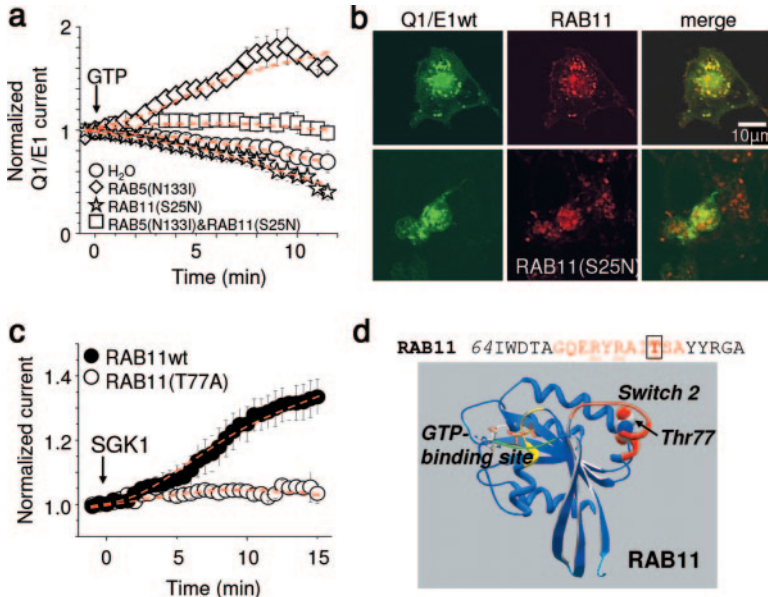 a
2
GTP
Normalized
Q1/E1 current
1
0
H₂O
RAB5(N133I)
RAB11(S25N)
RAB5(N133I)&RAB11(S25N)
0 5 10
Time (min)
b
Q1/E1wt RAB11 merge
10µm
RAB11(S25N)
c
RAB11wt
RAB11(T77A)
Normalized current
1.4
1.2
1.0
SGK1
0 5 10 15
Time (min)
d
RAB11 64IWDTAGQERYRAITSAYYRGA
Switch 2
Thr77
GTP-
binding site
RAB11